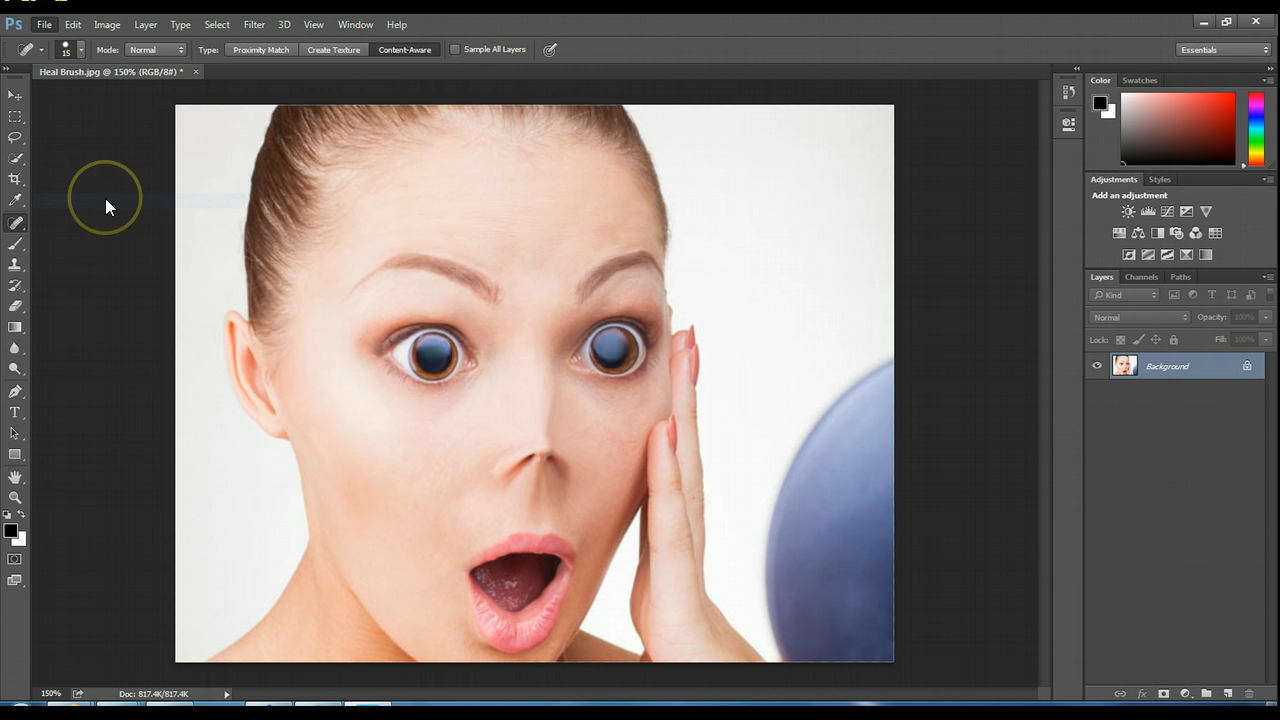 Ps File Edit Image Layer Type Select Filter 3D View Window Help
15 Mode: Normal Type: Proximity Match Create Texture Content-Aware Sample All Layers Essentials
Heal Brush.jpg @ 150% (RGB/8#) * ×
Color Swatches
Adjustments Styles
Add an adjustment
Layers Channels Paths
Kind
Normal Opacity: 100%
Lock: Fill: 100%
Background
150% Doc: 817.4K/817.4K